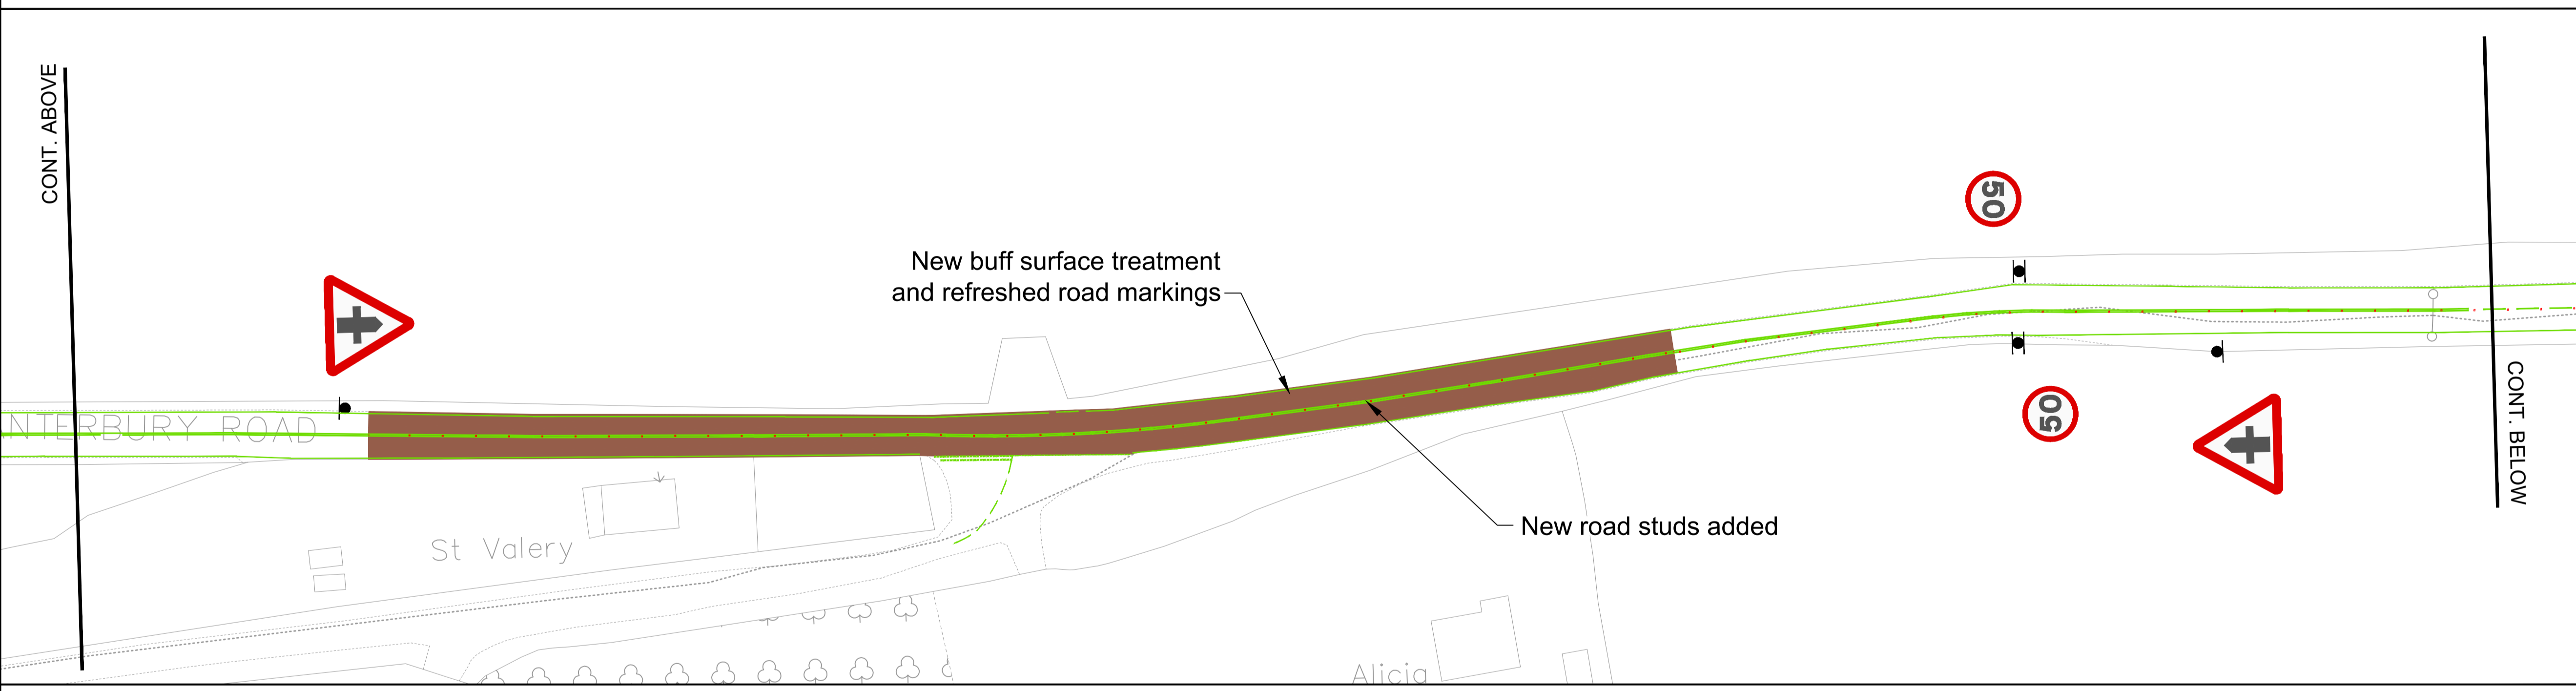 CONT. ABOVE
NTERBURY ROAD
New buff surface treatment
and refreshed road markings
50
50
New road studs added
CONT. BELOW
St Valery
Alicia